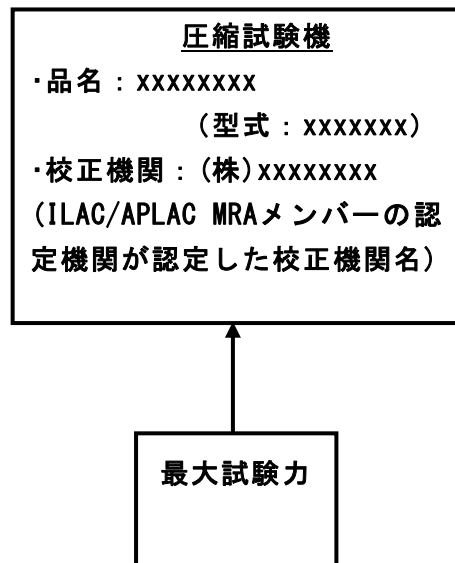 圧縮試験機
・品名：xxxxxxxx
（型式：xxxxxxx）
・校正機関：(株)xxxxxxxxx
(ILAC/APLAC MRAメンバーの認
定機関が認定した校正機関名)
最大試験力